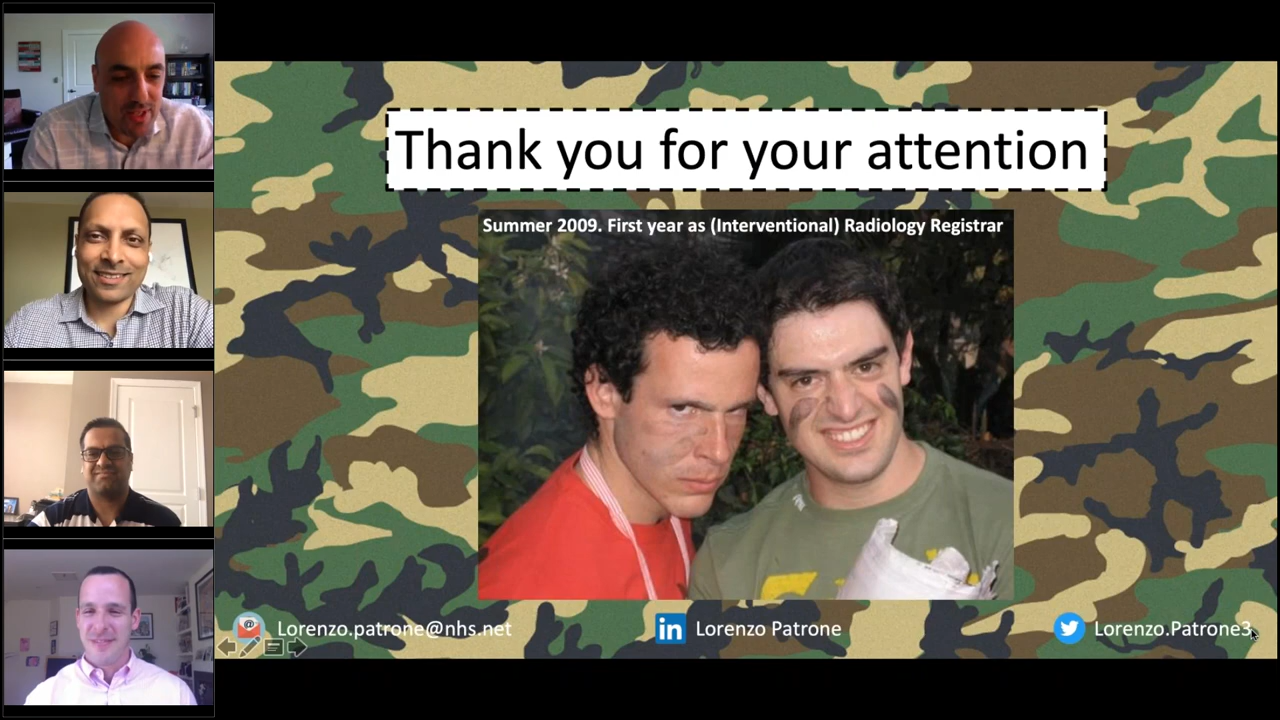 Thank you for your attention
Summer 2009. First year as (Interventional) Radiology Registrar
@
Lorenzo.patrone@nhs.net
in
Lorenzo Patrone
Lorenzo.Patrone3